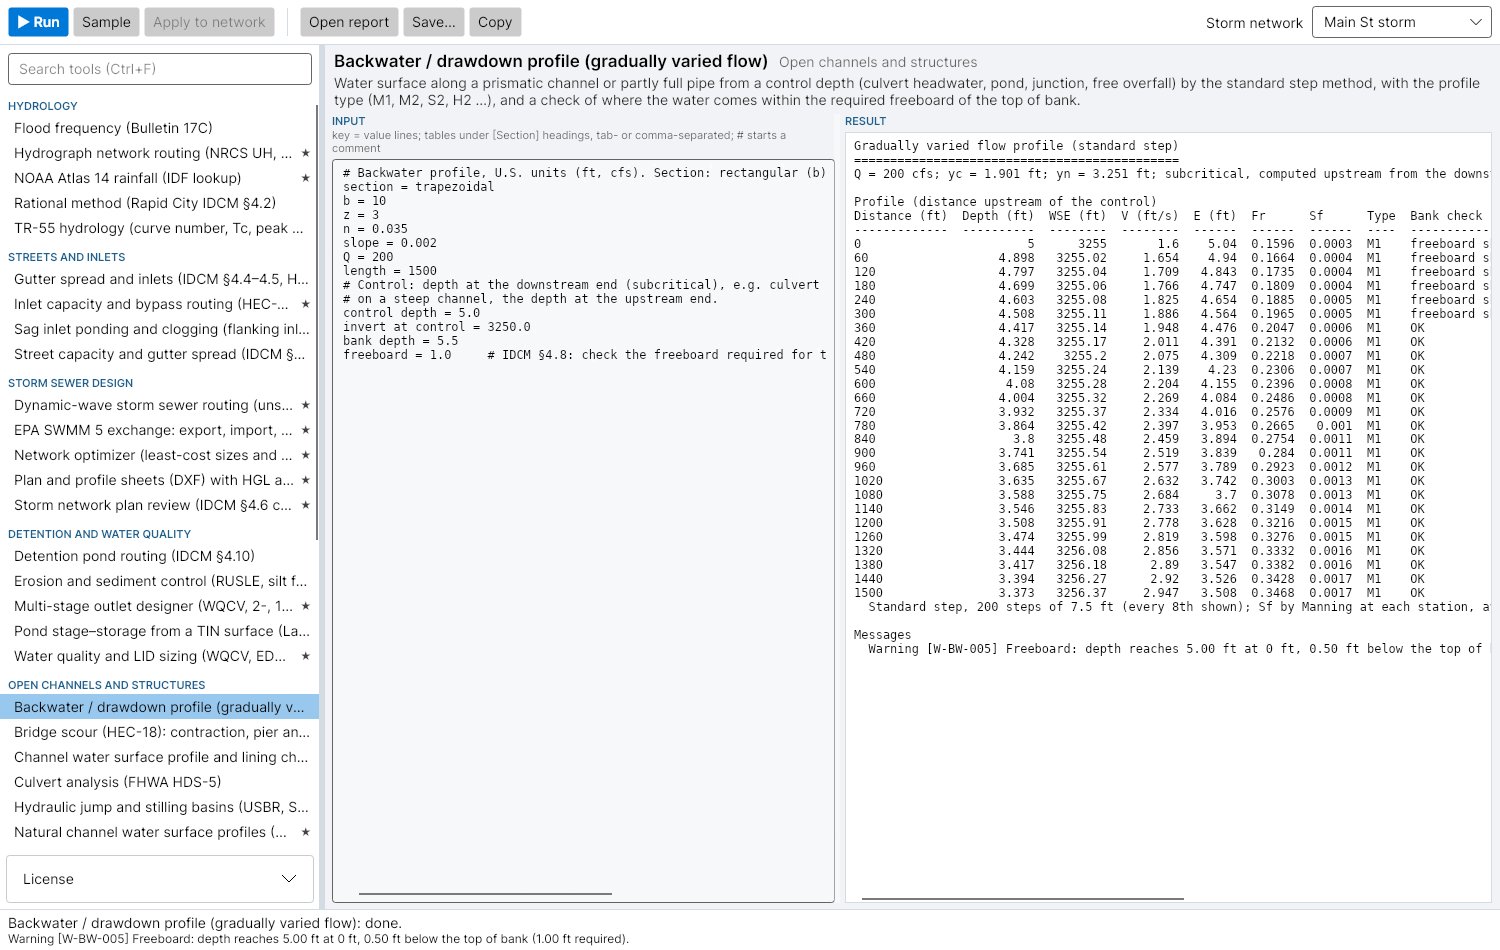 Run Sample Apply to network Open report Save... Copy Storm network Main St storm
Search tools (Ctrl+F)
HYDROLOGY
Flood frequency (Bulletin 17C)
Hydrograph network routing (NRCS UH, ... ★
NOAA Atlas 14 rainfall (IDF lookup) ★
Rational method (Rapid City IDCM §4.2)
TR-55 hydrology (curve number, Tc, peak ...
STREETS AND INLETS
Gutter spread and inlets (IDCM §4.4–4.5, H...
Inlet capacity and bypass routing (HEC-... ★
Sag inlet ponding and clogging (flanking inl...
Street capacity and gutter spread (IDCM §...
STORM SEWER DESIGN
Dynamic-wave storm sewer routing (uns... ★
EPA SWMM 5 exchange: export, import, ... ★
Network optimizer (least-cost sizes and ... ★
Plan and profile sheets (DXF) with HGL a... ★
Storm network plan review (IDCM §4.6 c... ★
DETENTION AND WATER QUALITY
Detention pond routing (IDCM §4.10)
Erosion and sediment control (RUSLE, silt f...
Multi-stage outlet designer (WQCV, 2-, 1... ★
Pond stage–storage from a TIN surface (La...
Water quality and LID sizing (WQCV, ED... ★
OPEN CHANNELS AND STRUCTURES
Backwater / drawdown profile (gradually v...
Bridge scour (HEC-18): contraction, pier an...
Channel water surface profile and lining ch...
Culvert analysis (FHWA HDS-5)
Hydraulic jump and stilling basins (USBR, S...
Natural channel water surface profiles (... ★
License
Backwater / drawdown profile (gradually varied flow) Open channels and structures
Water surface along a prismatic channel or partly full pipe from a control depth (culvert headwater, pond, junction, free overfall) by the standard step method, with the profile
type (M1, M2, S2, H2 ...), and a check of where the water comes within the required freeboard of the top of bank.
INPUT
key = value lines; tables under [Section] headings, tab- or comma-separated; # starts a
comment
# Backwater profile, U.S. units (ft, cfs). Section: rectangular (b)
section = trapezoidal
b = 10
z = 3
n = 0.035
slope = 0.002
Q = 200
length = 1500
# Control: depth at the downstream end (subcritical), e.g. culvert
# on a steep channel, the depth at the upstream end.
control depth = 5.0
invert at control = 3250.0
bank depth = 5.5
freeboard = 1.0 # IDCM §4.8: check the freeboard required for t
RESULT
Gradually varied flow profile (standard step)
=============================================
Q = 200 cfs; yc = 1.901 ft; yn = 3.251 ft; subcritical, computed upstream from the downs
Profile (distance upstream of the control)
Distance (ft) Depth (ft) WSE (ft) V (ft/s) E (ft) Fr Sf Type Bank check
------------- ---------- -------- -------- ------ ------ ------ ---- -----------
0 5 3255 1.6 5.04 0.1596 0.0003 M1 freeboard s
60 4.898 3255.02 1.654 4.94 0.1664 0.0004 M1 freeboard s
120 4.797 3255.04 1.709 4.843 0.1735 0.0004 M1 freeboard s
180 4.699 3255.06 1.766 4.747 0.1809 0.0004 M1 freeboard s
240 4.603 3255.08 1.825 4.654 0.1885 0.0005 M1 freeboard s
300 4.508 3255.11 1.886 4.564 0.1965 0.0005 M1 freeboard s
360 4.417 3255.14 1.948 4.476 0.2047 0.0006 M1 OK
420 4.328 3255.17 2.011 4.391 0.2132 0.0006 M1 OK
480 4.242 3255.2 2.075 4.309 0.2218 0.0007 M1 OK
540 4.159 3255.24 2.139 4.23 0.2306 0.0007 M1 OK
600 4.08 3255.28 2.204 4.155 0.2396 0.0008 M1 OK
660 4.004 3255.32 2.269 4.084 0.2486 0.0008 M1 OK
720 3.932 3255.37 2.334 4.016 0.2576 0.0009 M1 OK
780 3.864 3255.42 2.397 3.953 0.2665 0.001 M1 OK
840 3.8 3255.48 2.459 3.894 0.2754 0.0011 M1 OK
900 3.741 3255.54 2.519 3.839 0.284 0.0011 M1 OK
960 3.685 3255.61 2.577 3.789 0.2923 0.0012 M1 OK
1020 3.635 3255.67 2.632 3.742 0.3003 0.0013 M1 OK
1080 3.588 3255.75 2.684 3.7 0.3078 0.0013 M1 OK
1140 3.546 3255.83 2.733 3.662 0.3149 0.0014 M1 OK
1200 3.508 3255.91 2.778 3.628 0.3216 0.0015 M1 OK
1260 3.474 3255.99 2.819 3.598 0.3276 0.0015 M1 OK
1320 3.444 3256.08 2.856 3.571 0.3332 0.0016 M1 OK
1380 3.417 3256.18 2.89 3.547 0.3382 0.0016 M1 OK
1440 3.394 3256.27 2.92 3.526 0.3428 0.0017 M1 OK
1500 3.373 3256.37 2.947 3.508 0.3468 0.0017 M1 OK
Standard step, 200 steps of 7.5 ft (every 8th shown); Sf by Manning at each station, a
Messages
Warning [W-BW-005] Freeboard: depth reaches 5.00 ft at 0 ft, 0.50 ft below the top of
Backwater / drawdown profile (gradually varied flow): done.
Warning [W-BW-005] Freeboard: depth reaches 5.00 ft at 0 ft, 0.50 ft below the top of bank (1.00 ft required).